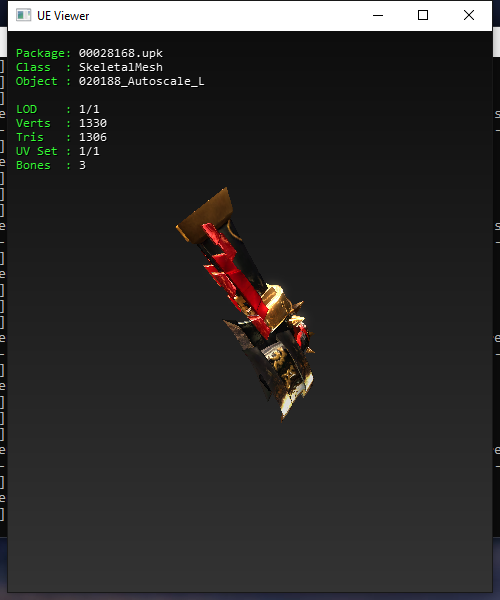 UE Viewer
Package: 00028168.upk
Class : SkeletalMesh
Object : 020188_Autoscale_L
LOD : 1/1
Verts : 1330
Tris : 1306
UV Set : 1/1
Bones : 3